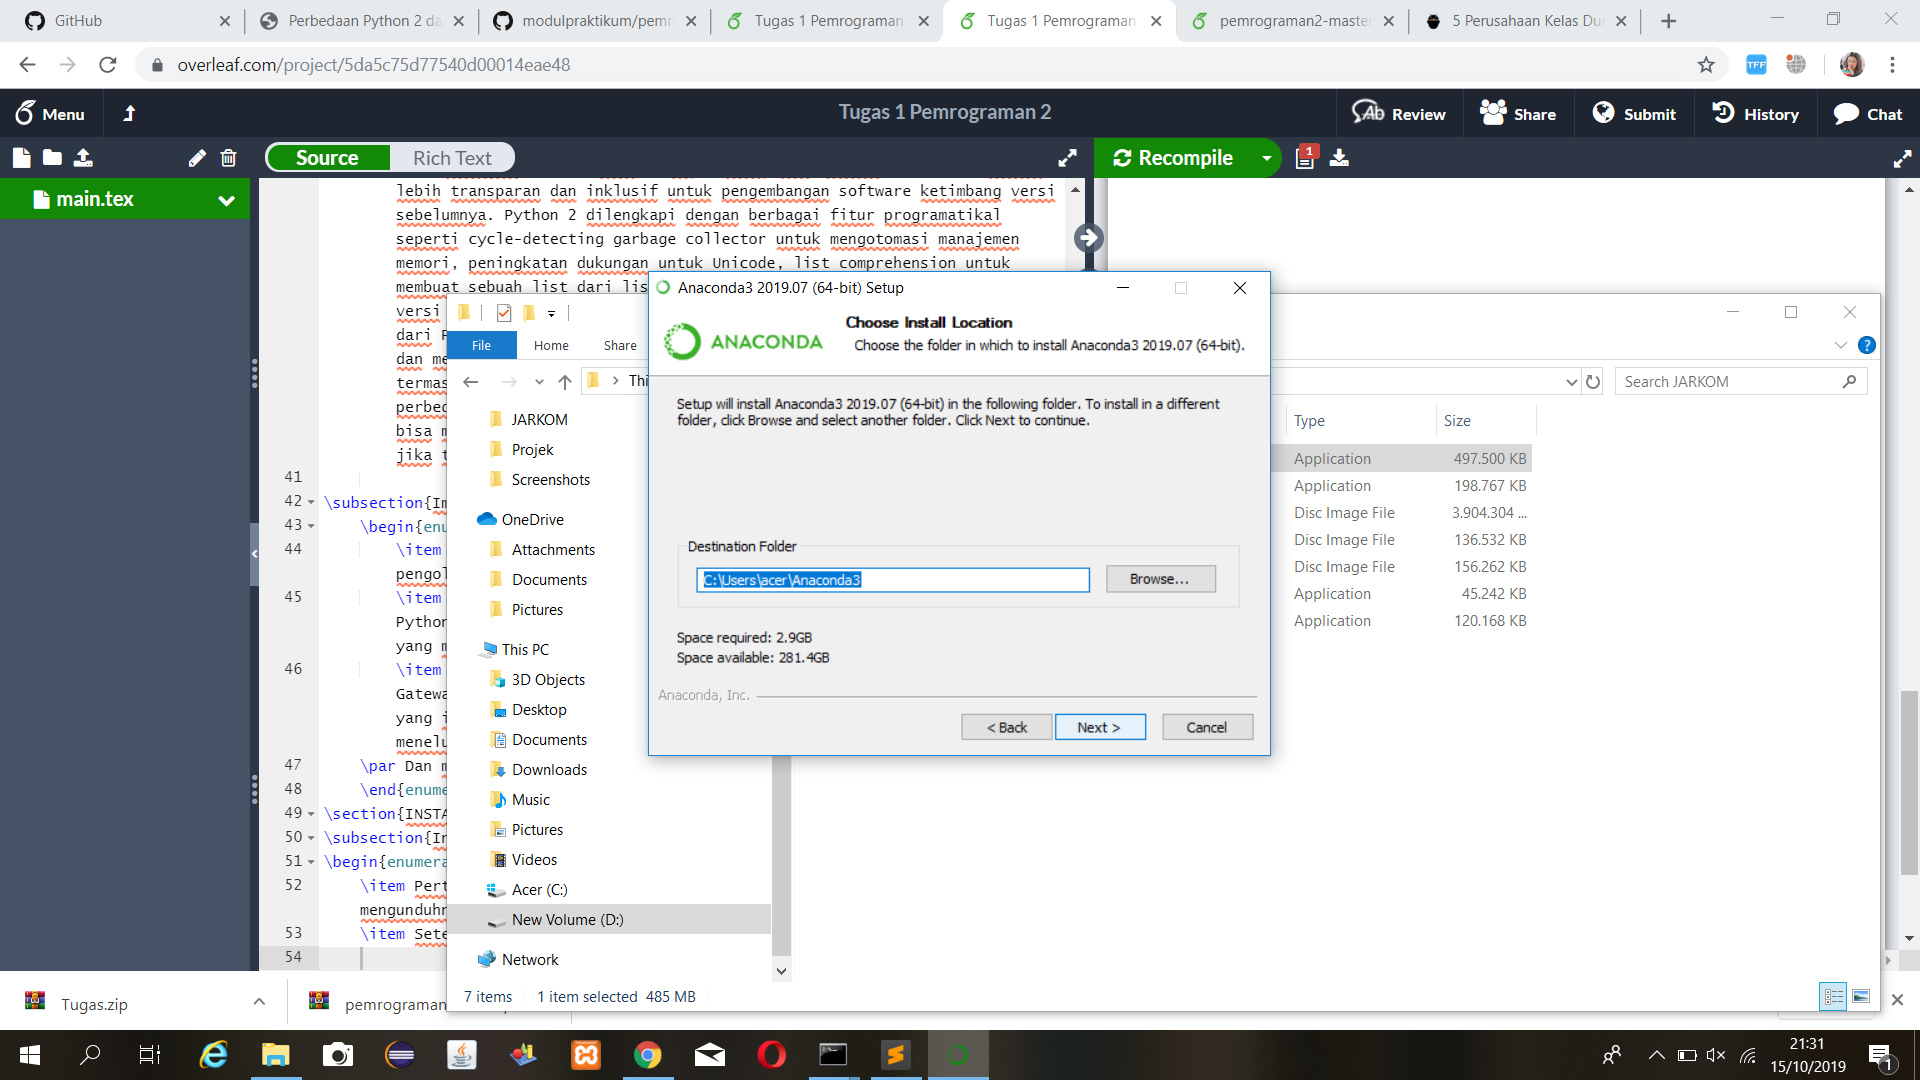 GitHub
Perbedaan Python 2 da
modulpraktikum/pemr
Tugas 1 Pemrograman
Tugas 1 Pemrograman
pemrograman2-master
5 Perusahaan Kelas Du
overleaf.com/project/5da5c75d77540d00014eae48
TFF
Menu
Tugas 1 Pemrograman 2
Review
Share
Submit
History
Chat
Source
Rich Text
Recompile
1
main.tex
lebih transparan dan inklusif untuk pengembangan software ketimbang versi
sebelumnya. Python 2 dilengkapi dengan berbagai fitur programatikal
seperti cycle-detecting garbage collector untuk mengotomasi manajemen
memori, peningkatan dukungan untuk Unicode, list comprehension untuk
membuat sebuah list dari lis
versi
dari P
dan me
termas
perbed
bisa m
jika t
41
42 \subsection{Im
43 \begin{enu
44 \item
pengol
45 \item
Python
yang m
46 \item
Gatewa
yang i
menelu
47 \par Dan m
48 \end{enume
49 \section{INSTA
50 \subsection{In
51 \begin{enumera
52 \item Pert
mengunduhn
53 \item Sete
54
Anaconda3 2019.07 (64-bit) Setup
ANACONDA
Choose Install Location
Choose the folder in which to install Anaconda3 2019.07 (64-bit).
Setup will install Anaconda3 2019.07 (64-bit) in the following folder. To install in a different
folder, click Browse and select another folder. Click Next to continue.
Destination Folder
C:\Users\acer\Anaconda3
Browse...
Space required: 2.9GB
Space available: 281.4GB
Anaconda, Inc.
< Back
Next >
Cancel
File
Home
Share
Thi
Search JARKOM
JARKOM
Projek
Screenshots
OneDrive
Attachments
Documents
Pictures
This PC
3D Objects
Desktop
Documents
Downloads
Music
Pictures
Videos
Acer (C:)
New Volume (D:)
Network
Type
Size
Application 497.500 KB
Application 198.767 KB
Disc Image File 3.904.304 ...
Disc Image File 136.532 KB
Disc Image File 156.262 KB
Application 45.242 KB
Application 120.168 KB
7 items
1 item selected 485 MB
Tugas.zip
pemrograman
21:31
15/10/2019
1